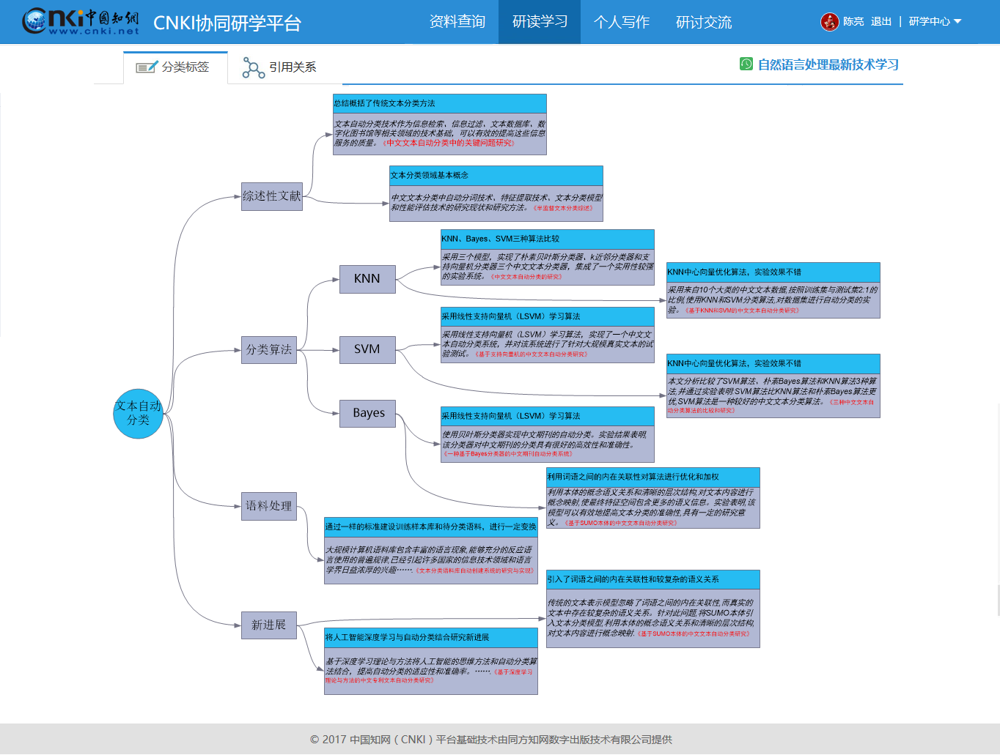 cnki中国知网
www.cnki.net
CNKI协同研学平台
资料查询
研读学习
个人写作
研讨交流
陈亮 退出 | 研学中心
分类标签
引用关系
自然语言处理最新技术学习
总结概括了传统文本分类方法
文本自动分类技术作为信息检索、信息过滤、文本数据库、数
字化图书馆等相关领域的技术基础，可以有效的提高这些信息
服务的质量。《中文文本自动分类中的关键问题研究》
文本分类领域基本概念
中文文本分类中自动分词技术、特征提取技术、文本分类模型
和性能评估技术的研究现状和研究方法。《半监督文本分类综述》
综述性文献
KNN、Bayes、SVM三种算法比较
采用三个模型，实现了朴素贝叶斯分类器、k近邻分类器和支
持向量机分类器三个中文文本分类器，集成了一个实用性较强
的实验系统。《中文文本自动分类的研究》
KNN
KNN中心向量优化算法，实验效果不错
采用来自10个大类的中文文本数据,按照训练集与测试集2:1的
比例,使用KNN和SVM分类算法,对数据集进行自动分类的实
验。《基于KNN和SVM的中文文本自动分类研究》
采用线性支持向量机（LSVM）学习算法
采用线性支持向量机（LSVM）学习算法，实现了一个中文文
本自动分类系统，并对该系统进行了针对大规模真实文本的试
验测试。《基于支持向量机的中文文本自动分类研究》
分类算法
SVM
KNN中心向量优化算法，实验效果不错
本文分析比较了SVM算法、朴素Bayes算法和KNN算法3种算
法,并通过实验表明:SVM算法比KNN算法和朴素Bayes算法更
优,SVM算法是一种较好的中文文本分类算法。《三种中文文本自
动分类算法的比较和研究》
文本自动
分类
Bayes
采用线性支持向量机（LSVM）学习算法
使用贝叶斯分类器实现中文期刊的自动分类。实验结果表明,
该分类器对中文期刊的分类具有很好的高效性和准确性。
《一种基于Bayes分类器的中文期刊自动分类系统》
利用词语之间的内在关联性对算法进行优化和加权
利用本体的概念语义关系和清晰的层次结构,对文本内容进行
概念映射,使最终特征空间包含更多的语义信息。实验表明,该
模型可以有效地提高文本分类的准确性,具有一定的研究意
义。《基于SUMO本体的中文文本自动分类研究》
语料处理
通过一样的标准建设训练样本库和待分类语料，进行一定变换
大规模计算机语料库包含丰富的语言现象,能够充分的反应语
言使用的普遍规律,已经引起许多国家的信息技术领域和语言
学界日益浓厚的兴趣……《文本分类语料库自动创建系统的研究与实现》
引入了词语之间的内在关联性和较复杂的语义关系
传统的文本表示模型忽略了词语之间的内在关联性,而真实的
文本中存在较复杂的语义关系。针对此问题,将SUMO本体引
入文本分类模型,利用本体的概念语义关系和清晰的层次结构,
对文本内容进行概念映射.《基于SUMO本体的中文文本自动分类研究》
新进展
将人工智能深度学习与自动分类结合研究新进展
基于深度学习理论与方法将人工智能的思维方法和自动分类算
法结合，提高自动分类的适应性和准确率。……《基于深度学习
理论与方法的中文专利文本自动分类研究》
© 2017 中国知网（CNKI）平台基础技术由同方知网数字出版技术有限公司提供